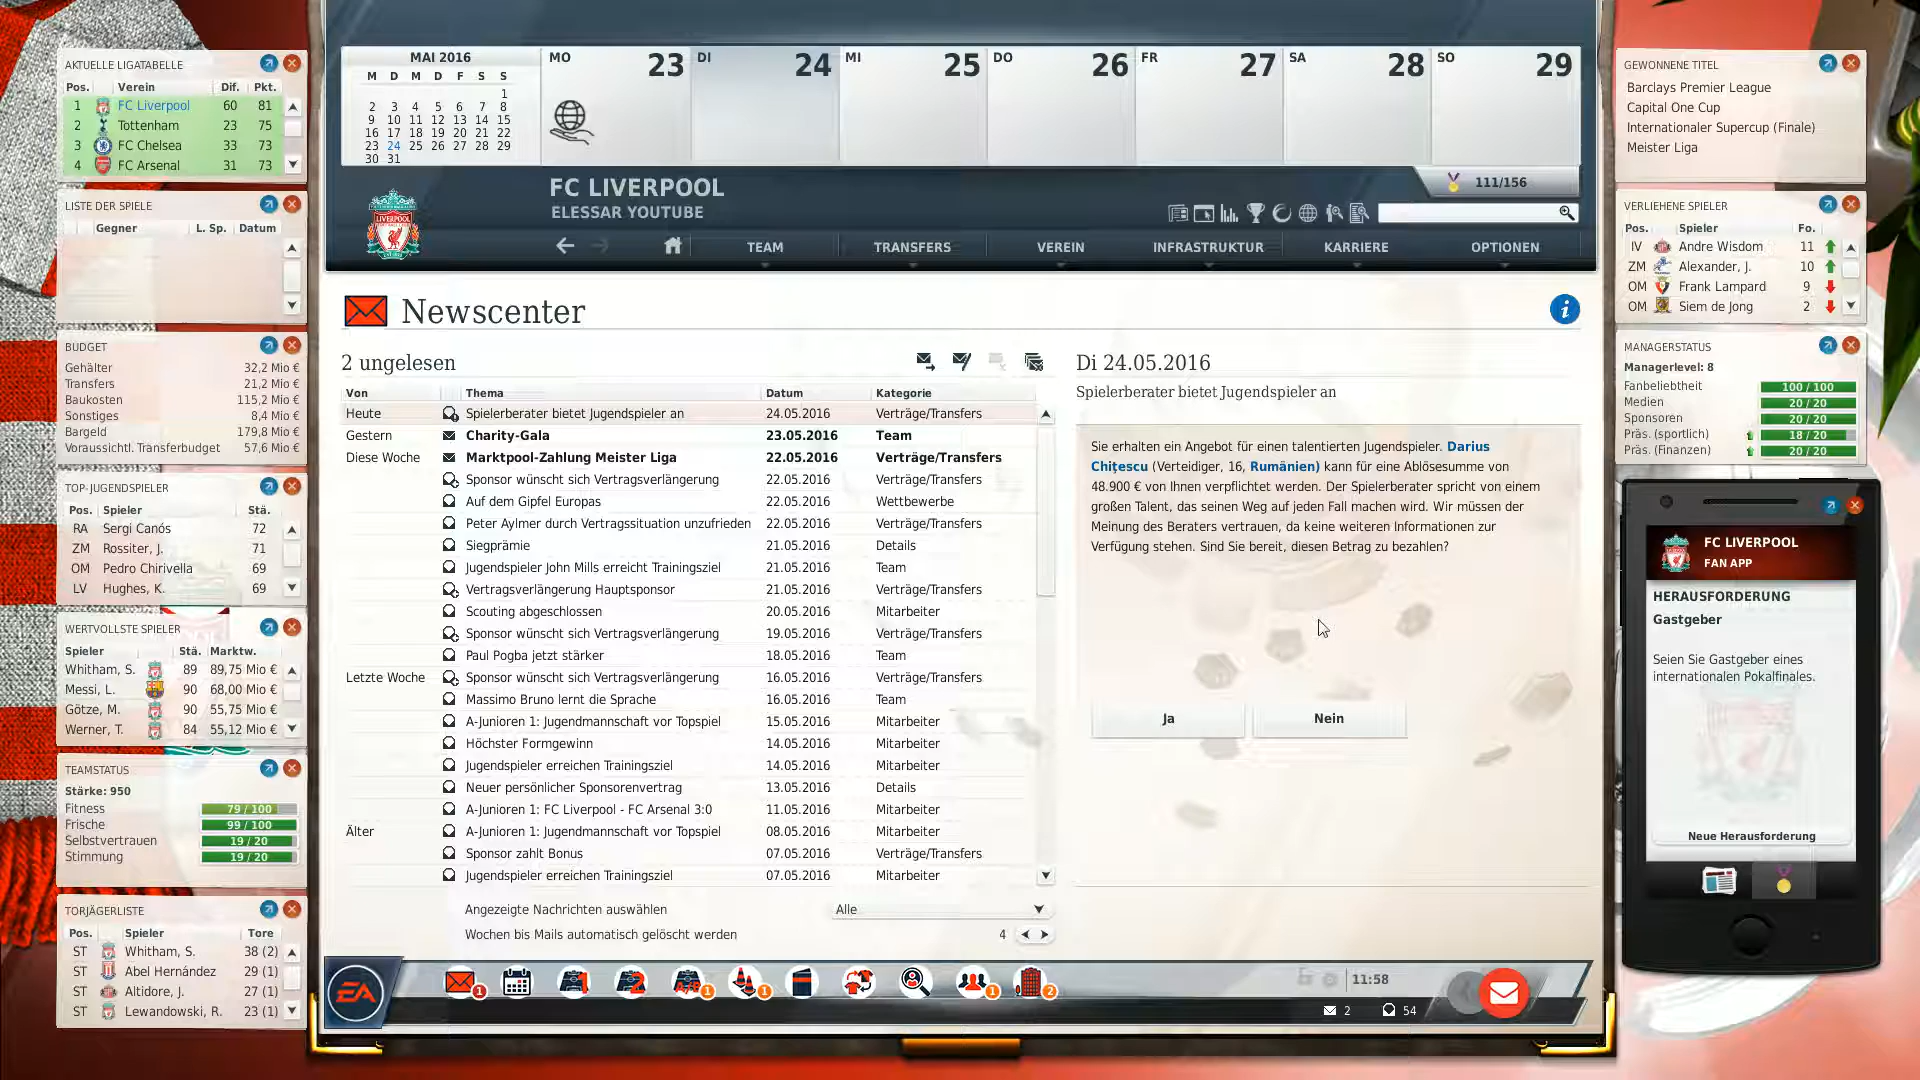 AKTUELLE LIGATABELLE
Pos. Verein Dif. Pkt.
1 FC Liverpool 60 81
2 Tottenham 23 75
3 FC Chelsea 33 73
4 FC Arsenal 31 73
LISTE DER SPIELE
Gegner L. Sp. Datum
BUDGET
Gehälter 32,2 Mio €
Transfers 21,2 Mio €
Baukosten 115,2 Mio €
Sonstiges 8,4 Mio €
Bargeld 179,8 Mio €
Voraussichtl. Transferbudget 57,6 Mio €
TOP-JUGENDSPIELER
Pos. Spieler Stä.
RA Sergi Canós 72
ZM Rossiter, J. 71
OM Pedro Chirivella 69
LV Hughes, K. 69
WERTVOLLSTE SPIELER
Spieler Stä. Marktw.
Whitham, S. 89 89,75 Mio €
Messi, L. 90 68,00 Mio €
Götze, M. 90 55,75 Mio €
Werner, T. 84 55,12 Mio €
TEAMSTATUS
Stärke: 950
Fitness 79 / 100
Frische 99 / 100
Selbstvertrauen 19 / 20
Stimmung 19 / 20
TORJÄGERLISTE
Pos. Spieler Tore
ST Whitham, S. 38 (2)
ST Abel Hernández 29 (1)
ST Altidore, J. 27 (1)
ST Lewandowski, R. 23 (1)
MAI 2016
M D M D F S S
1
2 3 4 5 6 7 8
9 10 11 12 13 14 15
16 17 18 19 20 21 22
23 24 25 26 27 28 29
30 31
MO 23 DI 24 MI 25 DO 26 FR 27 SA 28 SO 29
111/156
FC LIVERPOOL
ELESSAR YOUTUBE
TEAM TRANSFERS VEREIN INFRASTRUKTUR KARRIERE OPTIONEN
Newscenter
2 ungelesen
Von Thema Datum Kategorie
Heute Spielerberater bietet Jugendspieler an 24.05.2016 Verträge/Transfers
Gestern Charity-Gala 23.05.2016 Team
Diese Woche Marktpool-Zahlung Meister Liga 22.05.2016 Verträge/Transfers
Sponsor wünscht sich Vertragsverlängerung 22.05.2016 Verträge/Transfers
Auf dem Gipfel Europas 22.05.2016 Wettbewerbe
Peter Aylmer durch Vertragssituation unzufrieden 22.05.2016 Verträge/Transfers
Siegprämie 21.05.2016 Details
Jugendspieler John Mills erreicht Trainingsziel 21.05.2016 Team
Vertragsverlängerung Hauptsponsor 21.05.2016 Verträge/Transfers
Scouting abgeschlossen 20.05.2016 Mitarbeiter
Sponsor wünscht sich Vertragsverlängerung 19.05.2016 Verträge/Transfers
Paul Pogba jetzt stärker 18.05.2016 Team
Letzte Woche Sponsor wünscht sich Vertragsverlängerung 16.05.2016 Verträge/Transfers
Massimo Bruno lernt die Sprache 16.05.2016 Team
A-Junioren 1: Jugendmannschaft vor Topspiel 15.05.2016 Mitarbeiter
Höchster Formgewinn 14.05.2016 Mitarbeiter
Jugendspieler erreichen Trainingsziel 14.05.2016 Mitarbeiter
Neuer persönlicher Sponsorenvertrag 13.05.2016 Details
A-Junioren 1: FC Liverpool - FC Arsenal 3:0 11.05.2016 Mitarbeiter
Älter A-Junioren 1: Jugendmannschaft vor Topspiel 08.05.2016 Mitarbeiter
Sponsor zahlt Bonus 07.05.2016 Verträge/Transfers
Jugendspieler erreichen Trainingsziel 07.05.2016 Mitarbeiter
Angezeigte Nachrichten auswählen Alle
Wochen bis Mails automatisch gelöscht werden 4
Di 24.05.2016
Spielerberater bietet Jugendspieler an
Sie erhalten ein Angebot für einen talentierten Jugendspieler. Darius
Chițescu (Verteidiger, 16, Rumänien) kann für eine Ablösesumme von
48.900 € von Ihnen verpflichtet werden. Der Spielerberater spricht von einem
großen Talent, das seinen Weg auf jeden Fall machen wird. Wir müssen der
Meinung des Beraters vertrauen, da keine weiteren Informationen zur
Verfügung stehen. Sind Sie bereit, diesen Betrag zu bezahlen?
Ja Nein
EA
1 1 2 A/B 1 1 1 2
11:58
2 54
GEWONNENE TITEL
Barclays Premier League
Capital One Cup
Internationaler Supercup (Finale)
Meister Liga
VERLIEHENE SPIELER
Pos. Spieler Fo.
IV Andre Wisdom 11
ZM Alexander, J. 10
OM Frank Lampard 9
OM Siem de Jong 2
MANAGERSTATUS
Managerlevel: 8
Fanbeliebtheit 100 / 100
Medien 20 / 20
Sponsoren 20 / 20
Präs. (sportlich) 18 / 20
Präs. (Finanzen) 20 / 20
FC LIVERPOOL
FAN APP
HERAUSFORDERUNG
Gastgeber
Seien Sie Gastgeber eines
internationalen Pokalfinales.
Neue Herausforderung